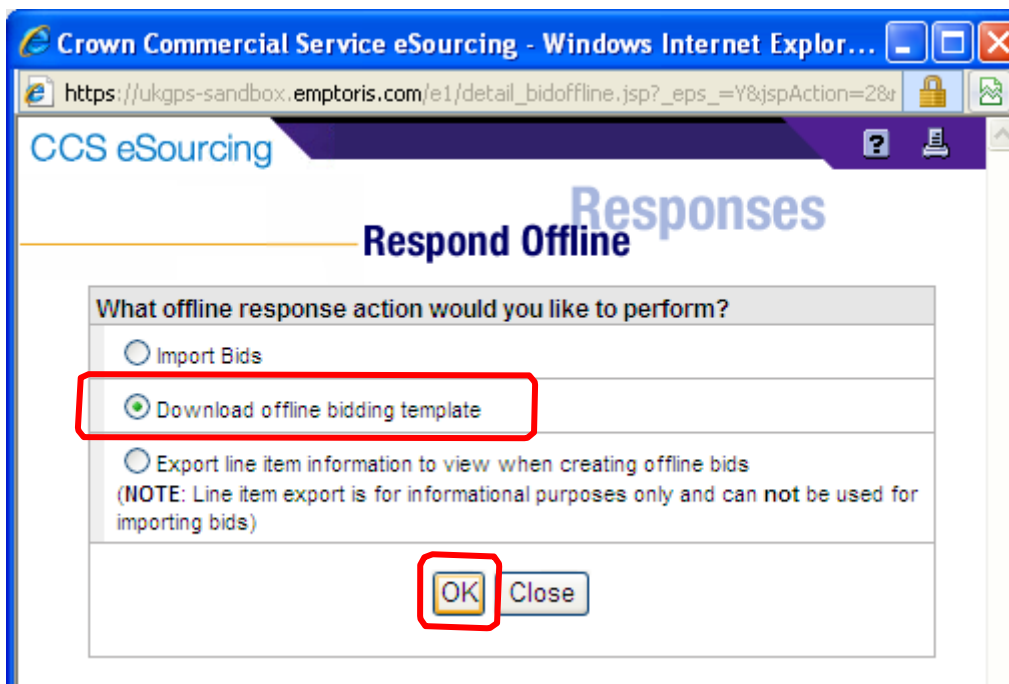 Crown Commercial Service eSourcing - Windows Internet Explor...
https://ukgps-sandbox.emptoris.com/e1/detail_bidoffline.jsp?_eps_=Y&jspAction=2&r
CCS eSourcing
?
Responses
Respond Offline
What offline response action would you like to perform?
Import Bids
Download offline bidding template
Export line item information to view when creating offline bids
(NOTE: Line item export is for informational purposes only and can not be used for
importing bids)
OK Close